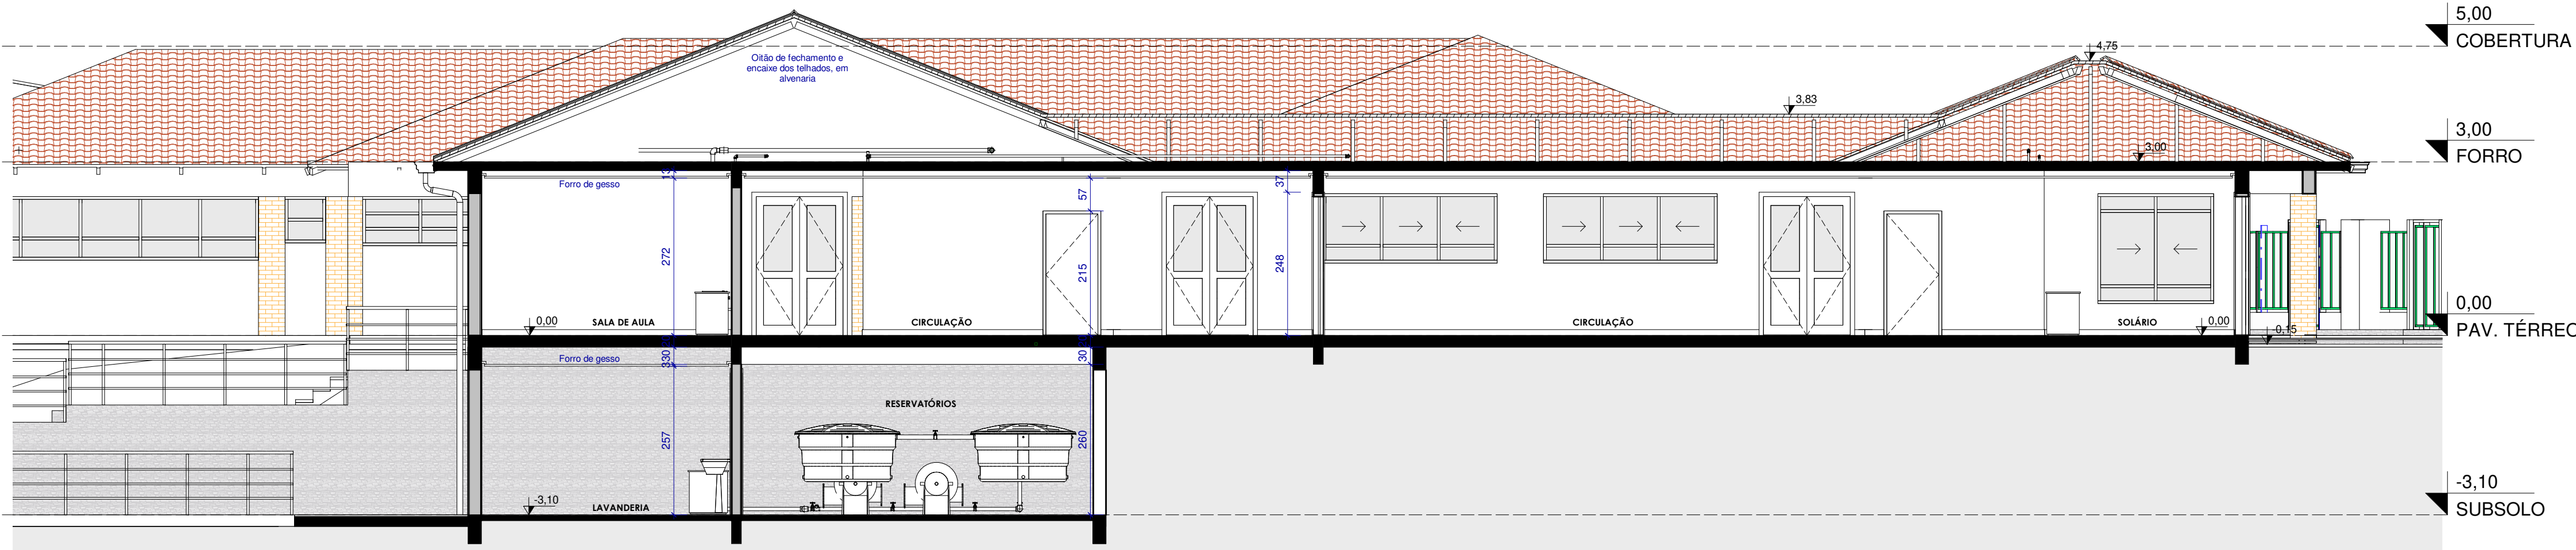 5,00
COBERTURA
4,75
Oitão de fechamento e
encaixe dos telhados, em
alvenaria
3,83
3,00
FORRO
3,00
13
Forro de gesso
37
57
272
215
248
0,00
SALA DE AULA
CIRCULAÇÃO
CIRCULAÇÃO
SOLÁRIO
0,00
-0,15
0,00
PAV. TÉRREO
Forro de gesso
330
30
RESERVATÓRIOS
257
260
-3,10
LAVANDERIA
-3,10
SUBSOLO